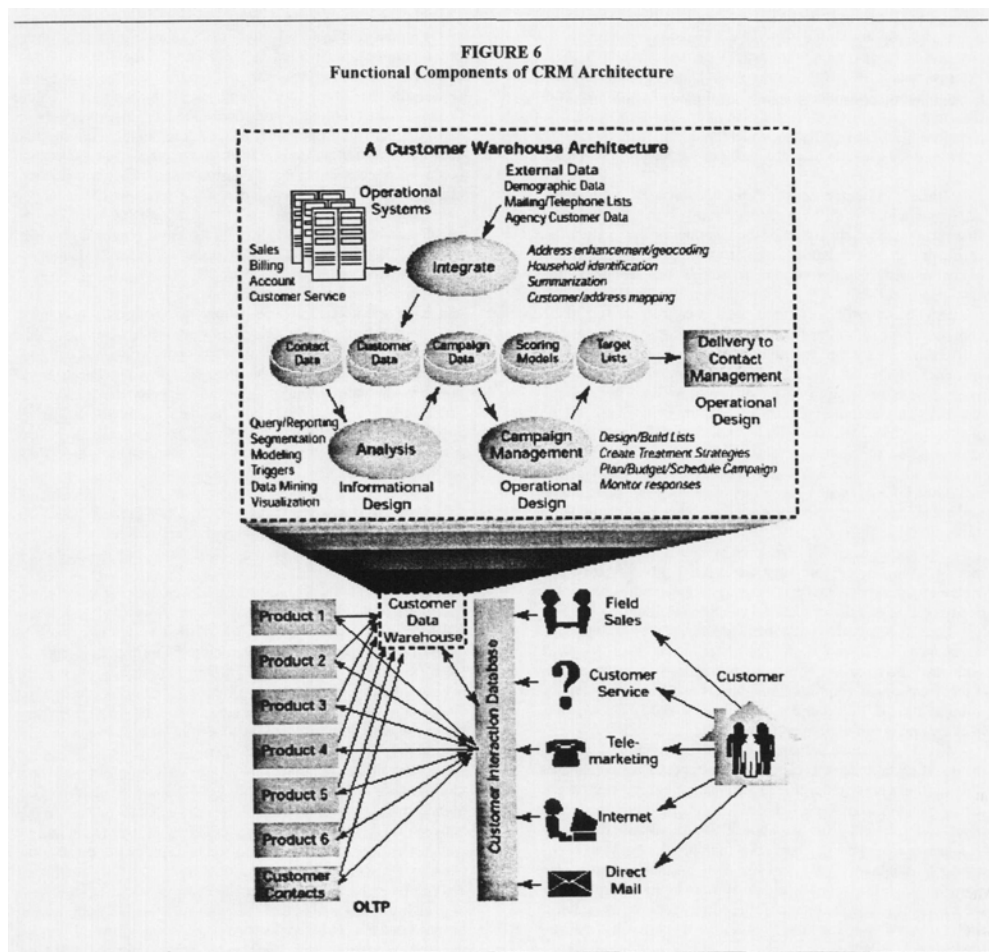 FIGURE 6
Functional Components of CRM Architecture
A Customer Warehouse Architecture
Operational
Systems
External Data
Demographic Data
Mailing/Telephone Lists
Agency Customer Data
Sales
Billing
Account
Customer Service
Integrate
Address enhancement/geocoding
Household identification
Summarization
Customer/address mapping
Contact
Data
Customer
Data
Campaign
Data
Scoring
Models
Target
Lists
Delivery to
Contact
Management
Operational
Design
Query/Reporting
Segmentation
Modeling
Triggers
Data Mining
Visualization
Analysis
Informational
Design
Campaign
Management
Operational
Design
Design/Build Lists
Create Treatment Strategies
Plan/Budget/Schedule Campaign
Monitor responses
Product 1
Product 2
Product 3
Product 4
Product 5
Product 6
Customer
Contacts
OLTP
Customer
Data
Warehouse
Customer Interaction Database
Field
Sales
Customer
Service
Tele-
marketing
Internet
Direct
Mail
Customer